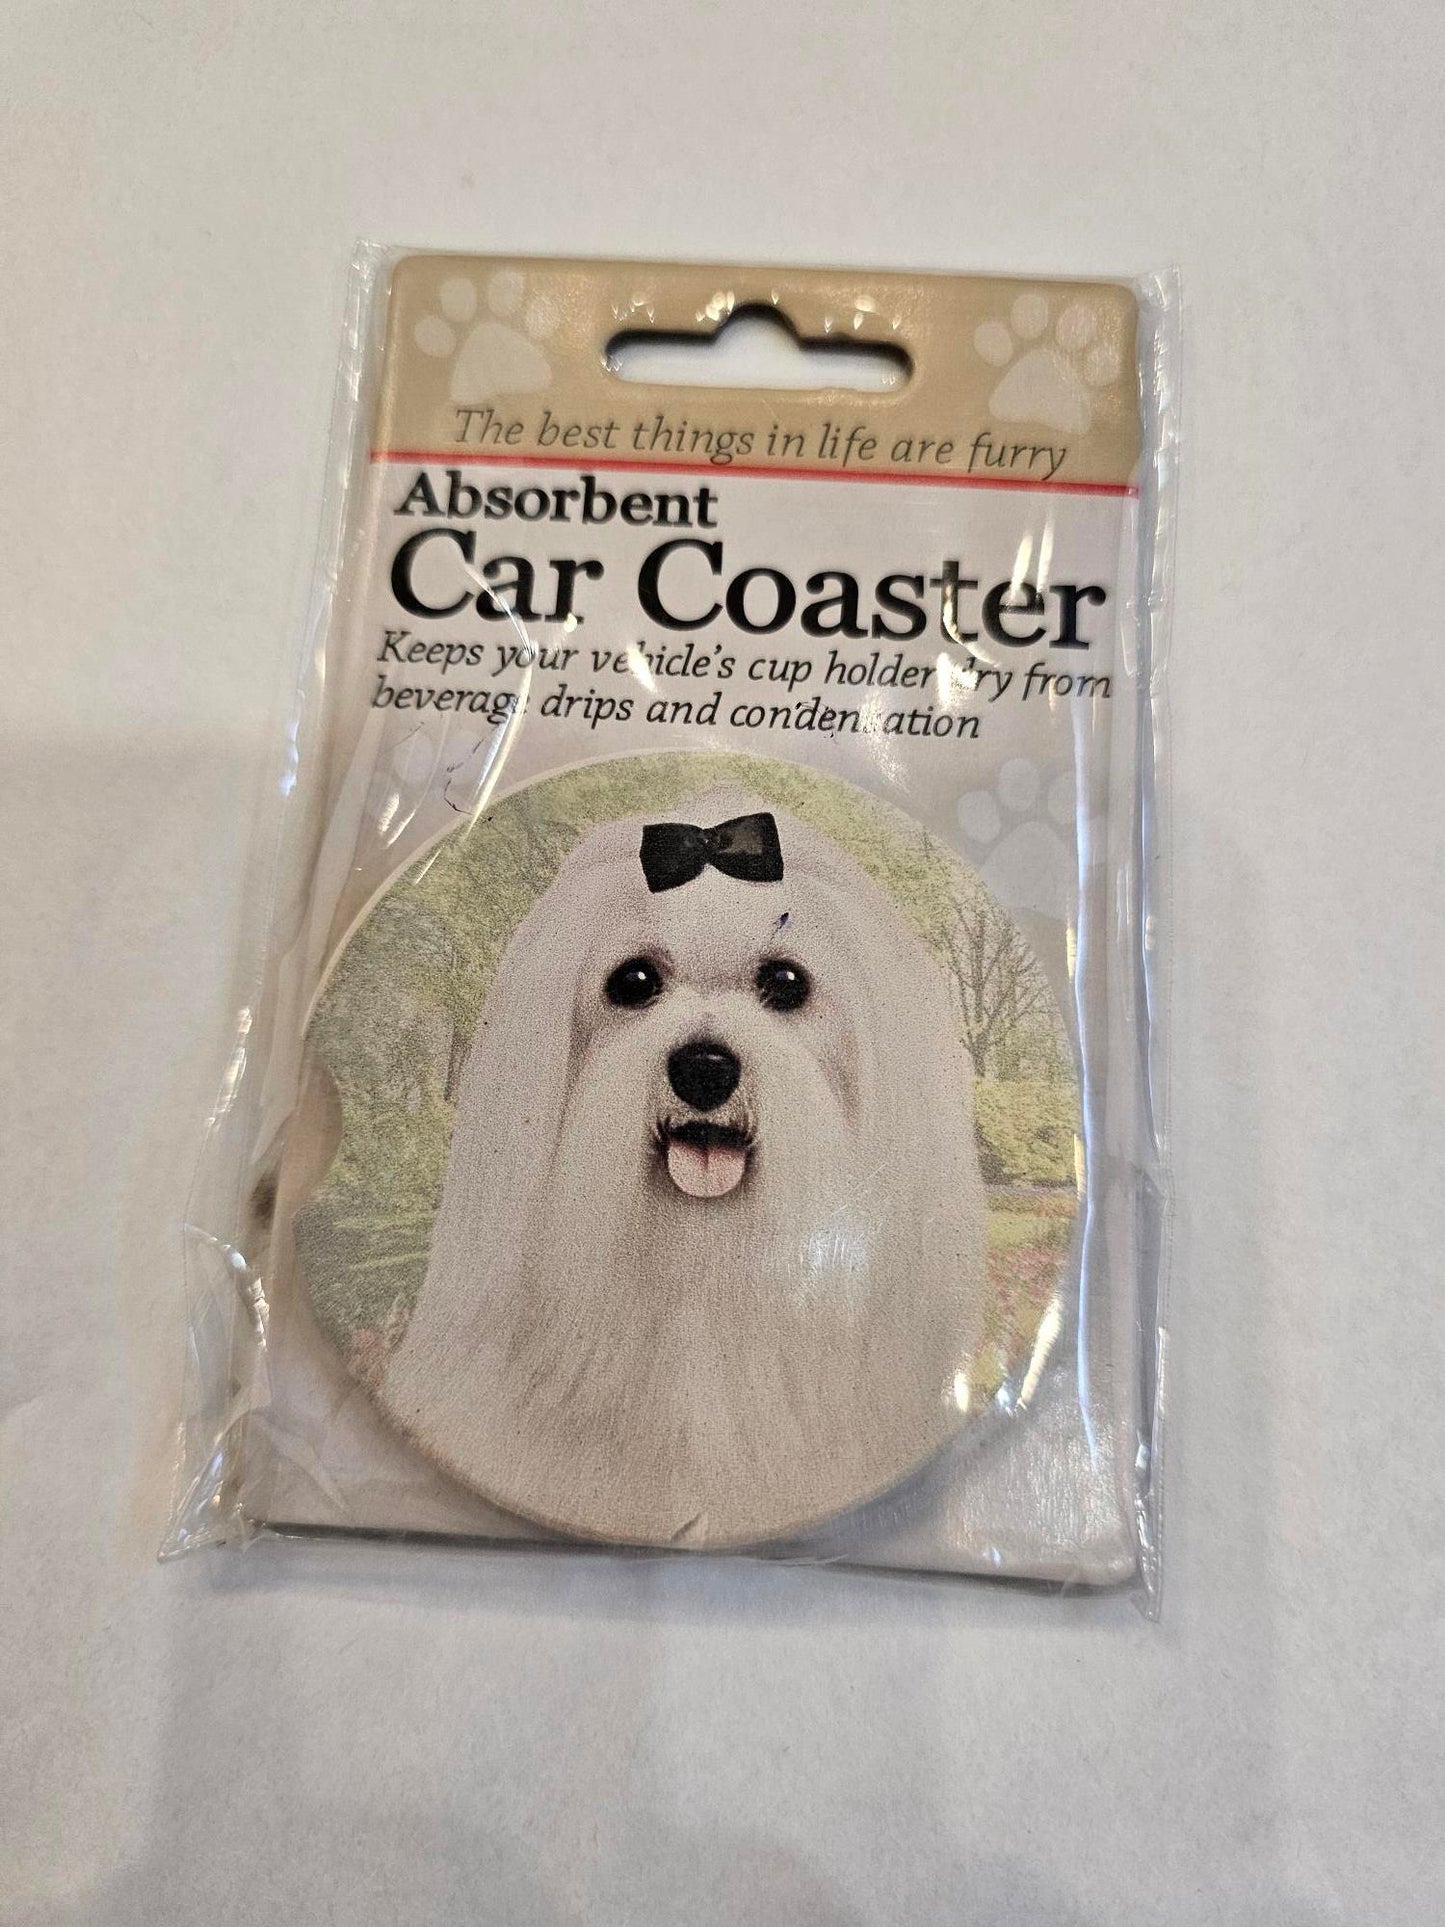 The best things in life are furry
Absorbent
Car Coaster
Keeps your vehicle's cup holder dry from
beverage drips and condensation